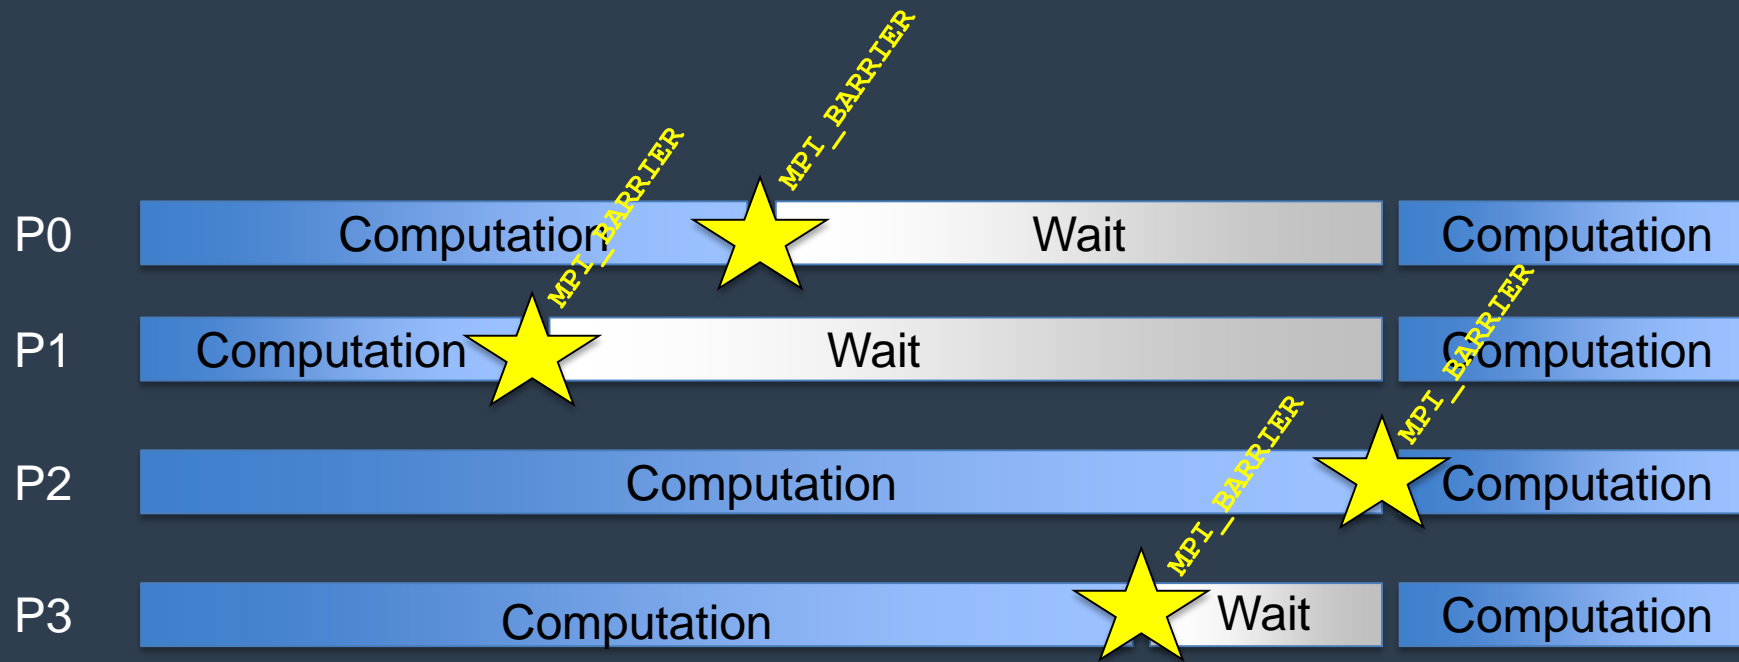 MPI_BARRIER
MPI_BARRIER
P0 Computation Wait Computation
MPI_BARRIER
P1 Computation Wait Computation
MPI_BARRIER
P2 Computation Computation
P3 Computation Wait Computation